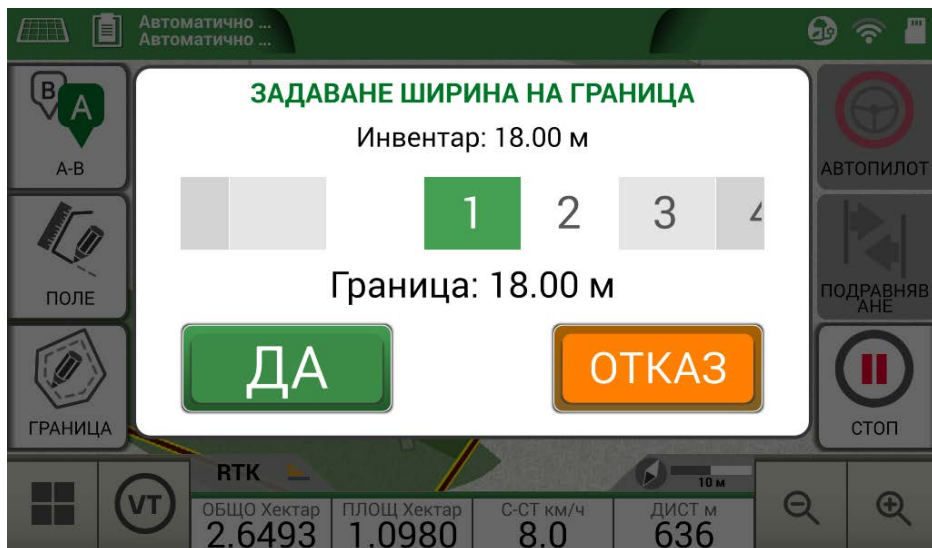 Автоматично ...
Автоматично ...
ЗАДАВАНЕ ШИРИНА НА ГРАНИЦА
Инвентар: 18.00 м
1 2 3 4
Граница: 18.00 м
ДА
ОТКАЗ
B
A
A-B
ПОЛЕ
ГРАНИЦА
АВТОПИЛОТ
ПОДРАВНЯВ
АНЕ
СТОП
RTK
10 м
VT
ОБЩО Хектар
2.6493
ПЛОЩ Хектар
1.0980
С-СТ км/ч
8.0
ДИСТ м
636